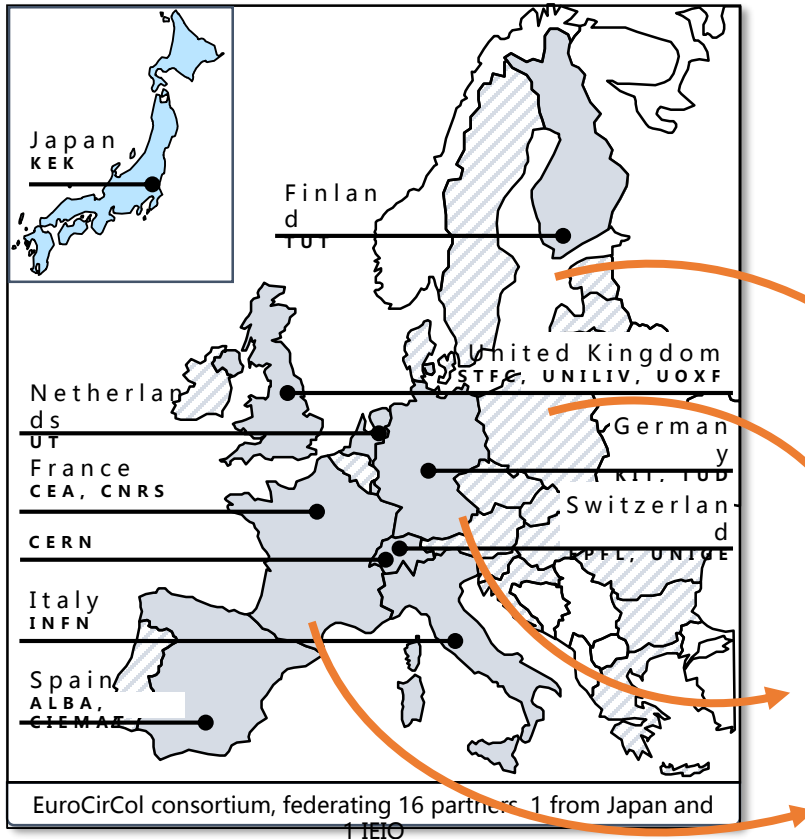 Japan
KEK
Finlan
d
TUT
United Kingdom
STFC, UNILIV, UOXF
Netherlan
ds
UT
German
y
KIT, TUD
France
CEA, CNRS
Switzerlan
d
EPFL, UNIGE
CERN
Italy
INFN
Spain
ALBA,
CIEMAT
EuroCirCol consortium, federating 16 partners, 1 from Japan and
1 IEIO